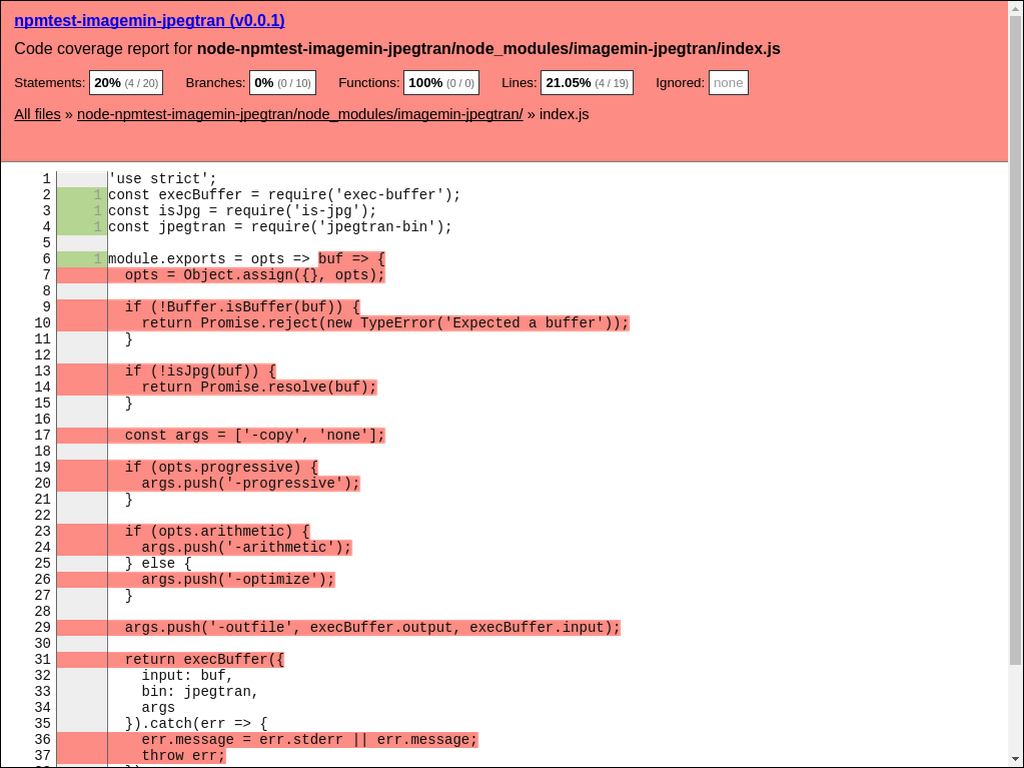 npmtest-imagemin-jpegtran (v0.0.1)
Code coverage report for node-npmtest-imagemin-jpegtran/node_modules/imagemin-jpegtran/index.js
Statements: 20% (4 / 20) Branches: 0% (0 / 10) Functions: 100% (0 / 0) Lines: 21.05% (4 / 19) Ignored: none
All files » node-npmtest-imagemin-jpegtran/node_modules/imagemin-jpegtran/ » index.js
1 'use strict';
2 1 const execBuffer = require('exec-buffer');
3 1 const isJpg = require('is-jpg');
4 1 const jpegtran = require('jpegtran-bin');
5
6 1 module.exports = opts => buf => {
7 opts = Object.assign({}, opts);
8
9 if (!Buffer.isBuffer(buf)) {
10 return Promise.reject(new TypeError('Expected a buffer'));
11 }
12
13 if (!isJpg(buf)) {
14 return Promise.resolve(buf);
15 }
16
17 const args = ['-copy', 'none'];
18
19 if (opts.progressive) {
20 args.push('-progressive');
21 }
22
23 if (opts.arithmetic) {
24 args.push('-arithmetic');
25 } else {
26 args.push('-optimize');
27 }
28
29 args.push('-outfile', execBuffer.output, execBuffer.input);
30
31 return execBuffer({
32 input: buf,
33 bin: jpegtran,
34 args
35 }).catch(err => {
36 err.message = err.stderr || err.message;
37 throw err;